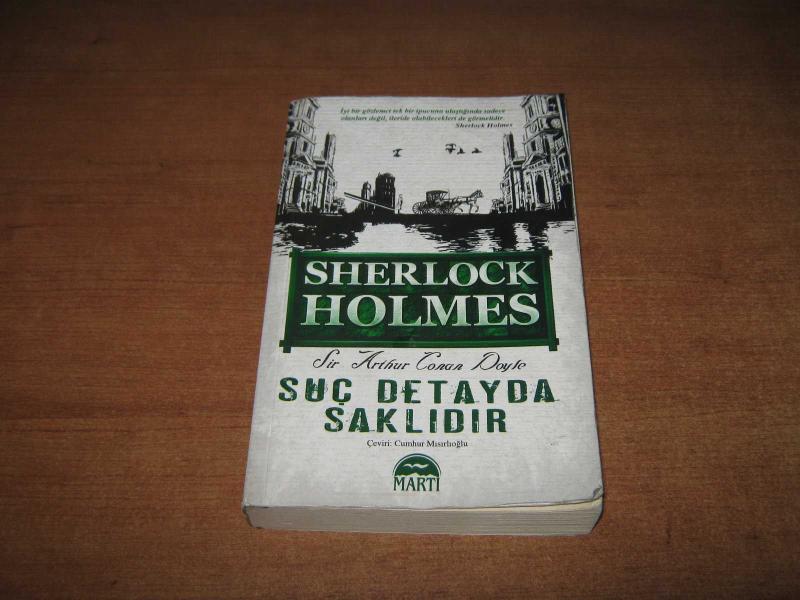 İyi bir gözlemci tek bir ipucuna ulaştığında sadece
olanları değil, ileride olabilecekleri de görmelidir.
Sherlock Holmes
SHERLOCK
HOLMES
Sir Arthur Conan Doyle
SUÇ DETAYDA
SAKLIDIR
Çeviri: Cumhur Mısırlıoğlu
MARTI